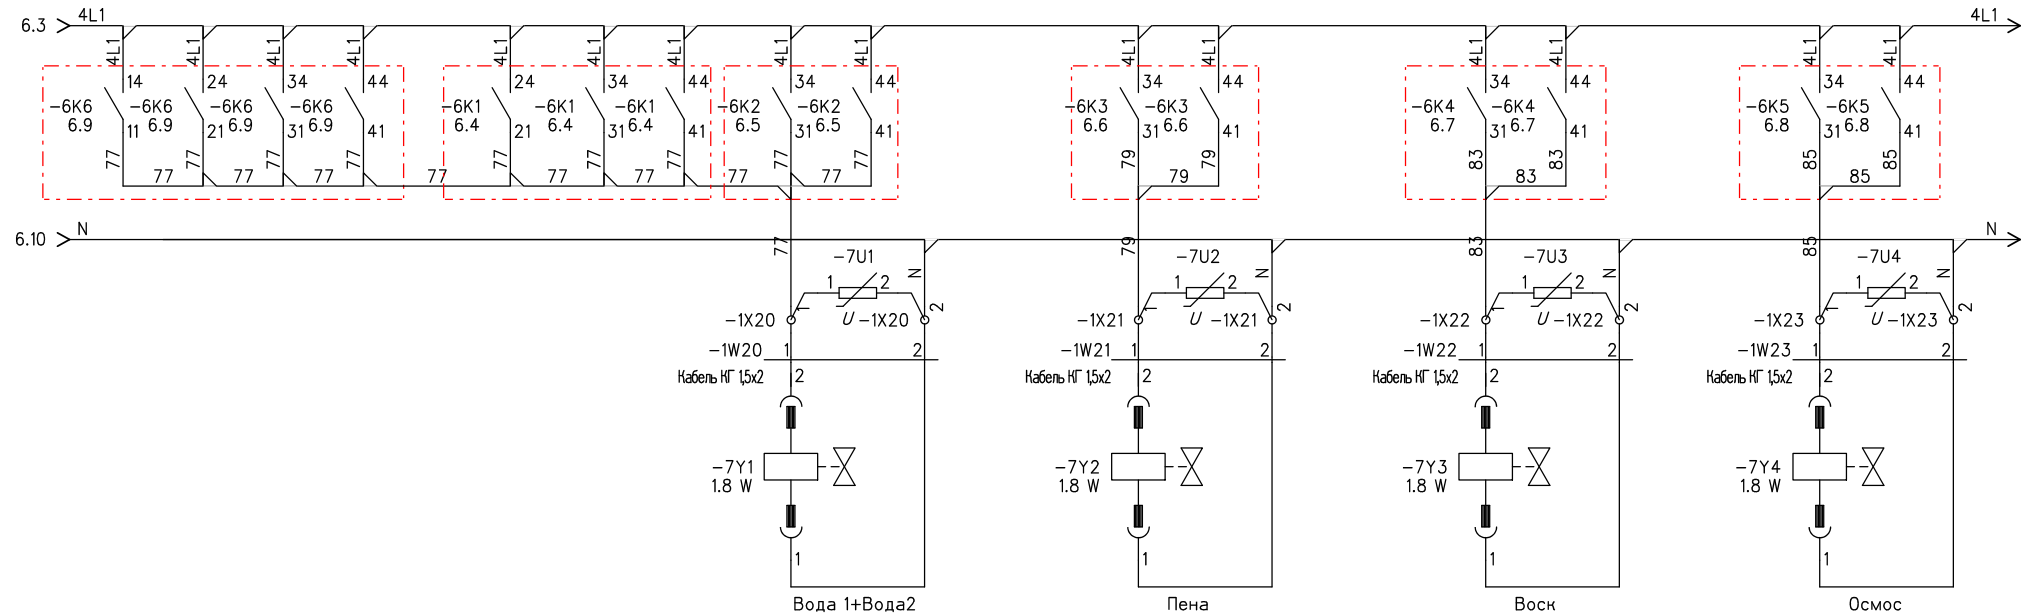 6.3 4L1 4L1
4L1 4L1 4L1 4L1 4L1 4L1 4L1 4L1 4L1 4L1 4L1 4L1 4L1 4L1 4L1
14 24 34 44 24 34 44 34 44 34 44 34 44 34 44
-6K6 -6K6 -6K6 -6K6 -6K1 -6K1 -6K1 -6K2 -6K2 -6K3 -6K3 -6K4 -6K4 -6K5 -6K5
6.9 6.9 6.9 6.9 6.4 6.4 6.4 6.5 6.5 6.6 6.6 6.7 6.7 6.8 6.8
11 21 31 41 21 31 41 31 41 31 41 31 41 31 41
77 77 77 77 77 77 77 77 77 79 79 83 83 85 85
77 77 77 77 77 77 77 77 79 83 85
6.10 N N
77 79 83 85
-7U1 -7U2 -7U3 -7U4
1 2 N 1 2 N 1 2 N 1 2 N
1 2 1 2 1 2 1 2
-1X20 U -1X20 -1X21 U -1X21 -1X22 U -1X22 -1X23 U -1X23
-1W20 1 2 -1W21 1 2 -1W22 1 2 -1W23 1 2
Кабель КГ 1,5х2 2 Кабель КГ 1,5х2 2 Кабель КГ 1,5х2 2 Кабель КГ 1,5х2 2
-7Y1 -7Y2 -7Y3 -7Y4
1.8 W 1.8 W 1.8 W 1.8 W
1 1 1 1
Вода 1+Вода2 Пена Воск Осмос